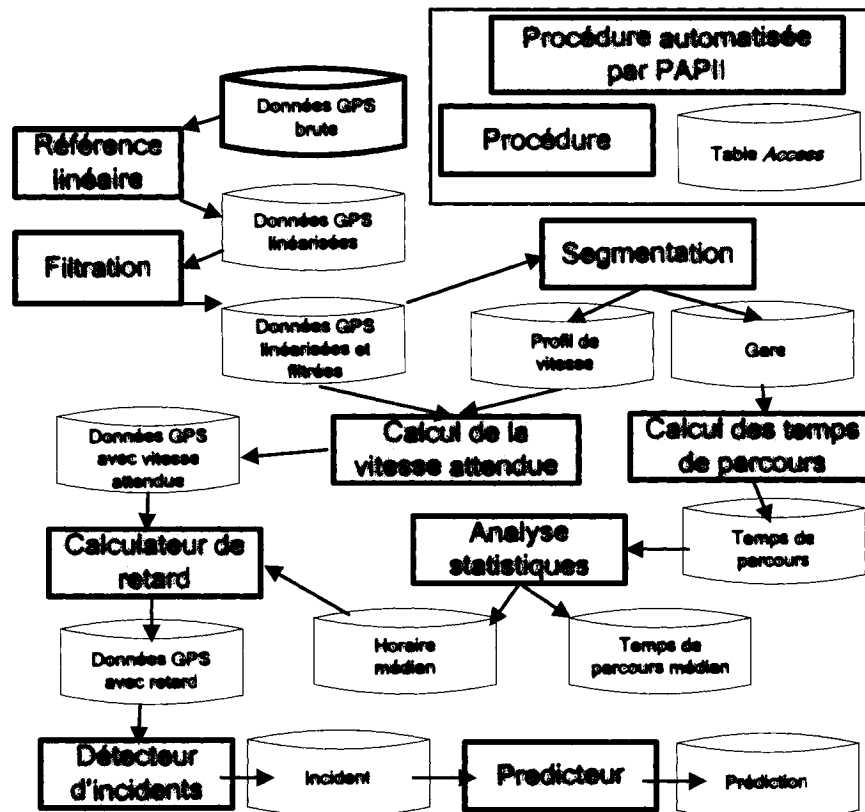 Procédure automatisée
par PAPII
Procédure
Table Access
Données GPS
brute
Référence
linéaire
Données GPS
linéarisées
Filtration
Données GPS
linéarisées et
filtrées
Segmentation
Profil de
vitesse
Gare
Données GPS
avec vitesse
attendue
Calcul de la
vitesse attendue
Calcul des temps
de parcours
Calculateur de
retard
Analyse
statistiques
Temps de
parcours
Données GPS
avec retard
Horaire
médian
Temps de
parcours médian
Détecteur
d'incidents
Incident
Predicteur
Prédiction